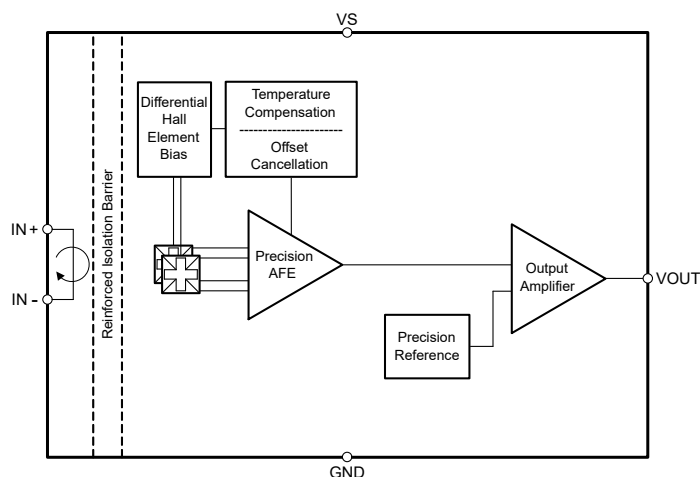 VS
Differential
Hall
Element
Bias
Temperature
Compensation
Offset
Cancellation
Reinforced Isolation Barrier
IN+
IN -
Precision
AFE
Output
Amplifier
VOUT
Precision
Reference
GND